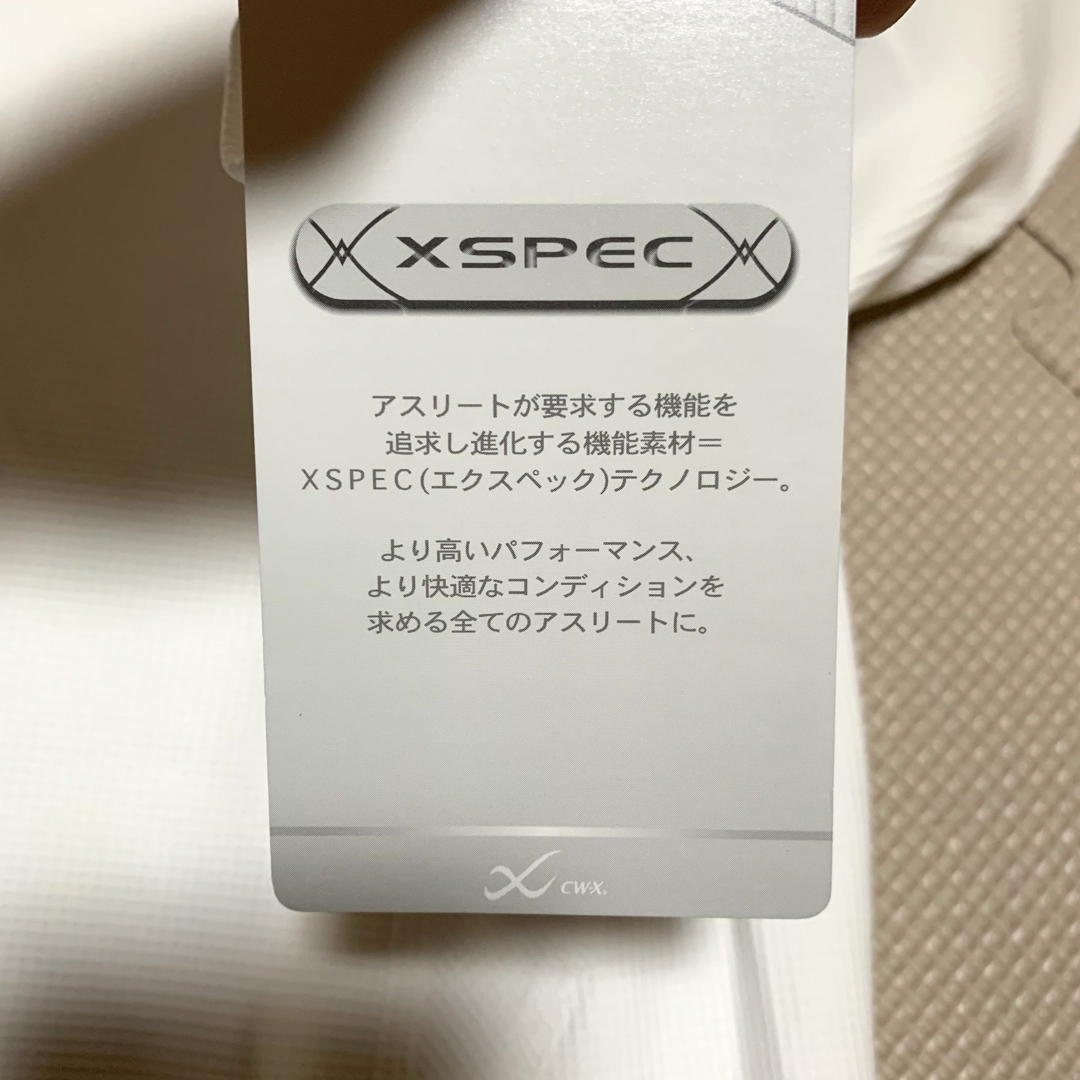 XSPEC
アスリートが要求する機能を
追求し進化する機能素材＝
XSPEC(エクスペック)テクノロジー。
より高いパフォーマンス、
より快適なコンディションを
求める全てのアスリートに。
CW-X®